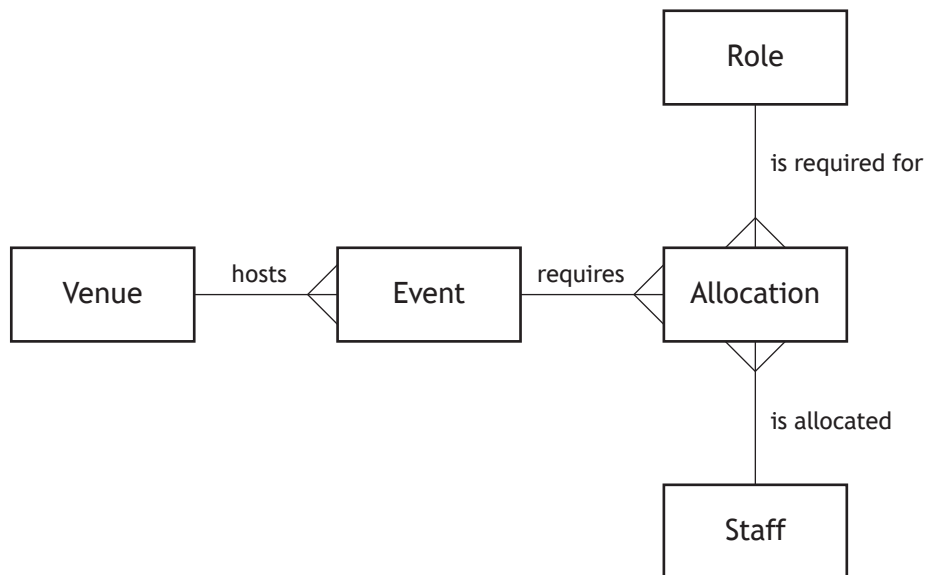 Role
is required for
Venue
hosts
Event
requires
Allocation
is allocated
Staff